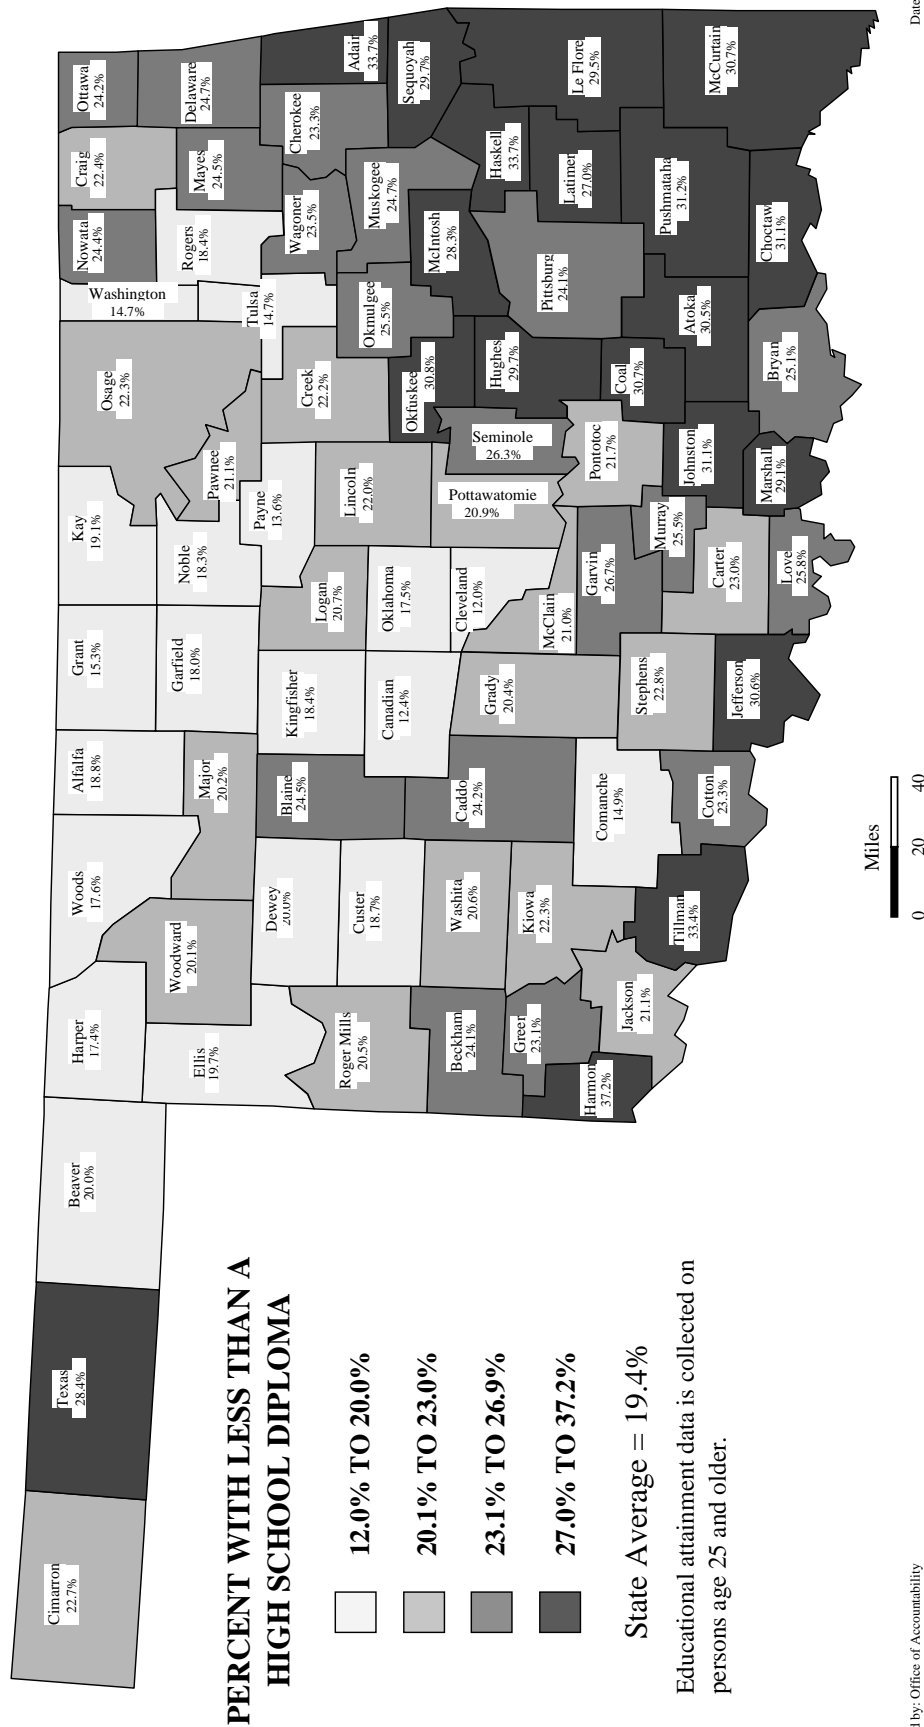 Cimarron
22.7%
Texas
28.4%
Beaver
20.0%
Harper
17.4%
Woods
17.6%
Alfalfa
18.8%
Grant
15.3%
Kay
19.1%
Osage
22.3%
Washington
14.7%
Nowata
24.4%
Craig
22.4%
Ottawa
24.2%
Ellis
19.7%
Woodward
20.1%
Major
20.2%
Garfield
18.0%
Noble
18.3%
Pawnee
21.1%
Rogers
18.4%
Mayes
24.5%
Delaware
24.7%
Dewey
20.0%
Blaine
24.5%
Kingfisher
18.4%
Logan
20.7%
Payne
13.6%
Creek
22.2%
Tulsa
14.7%
Wagoner
23.5%
Cherokee
23.3%
Adair
33.7%
Roger Mills
20.5%
Custer
18.7%
Canadian
12.4%
Oklahoma
17.5%
Lincoln
22.0%
Okfuskee
30.8%
Okmulgee
25.5%
Muskogee
24.7%
Sequoyah
29.7%
Beckham
24.1%
Washita
20.6%
Caddo
24.2%
Grady
20.4%
Cleveland
12.0%
McClain
21.0%
Pottawatomie
20.9%
Seminole
26.3%
Hughes
29.7%
McIntosh
28.3%
Haskell
33.7%
Le Flore
29.5%
Greer
23.1%
Kiowa
22.3%
Comanche
14.9%
Stephens
22.8%
Garvin
26.7%
Pontotoc
21.7%
Coal
30.7%
Pittsburg
24.1%
Latimer
27.0%
Harmon
37.2%
Jackson
21.1%
Tillman
33.4%
Cotton
23.3%
Jefferson
30.6%
Carter
23.0%
Murray
25.5%
Johnston
31.1%
Atoka
30.5%
Pushmataha
31.2%
McCurtain
30.7%
Love
25.8%
Marshall
29.1%
Bryan
25.1%
Choctaw
31.1%
PERCENT WITH LESS THAN A
HIGH SCHOOL DIPLOMA
12.0% TO 20.0%
20.1% TO 23.0%
23.1% TO 26.9%
27.0% TO 37.2%
State Average = 19.4%
Educational attainment data is collected on
persons age 25 and older.
Miles
0 20 40
by: Office of Accountability
Date